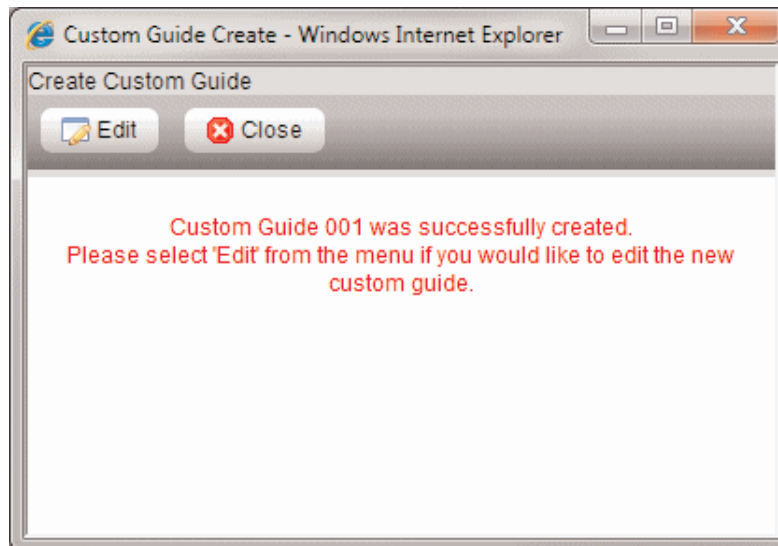 Custom Guide Create - Windows Internet Explorer
Create Custom Guide
Edit
Close
Custom Guide 001 was successfully created.
Please select 'Edit' from the menu if you would like to edit the new
custom guide.